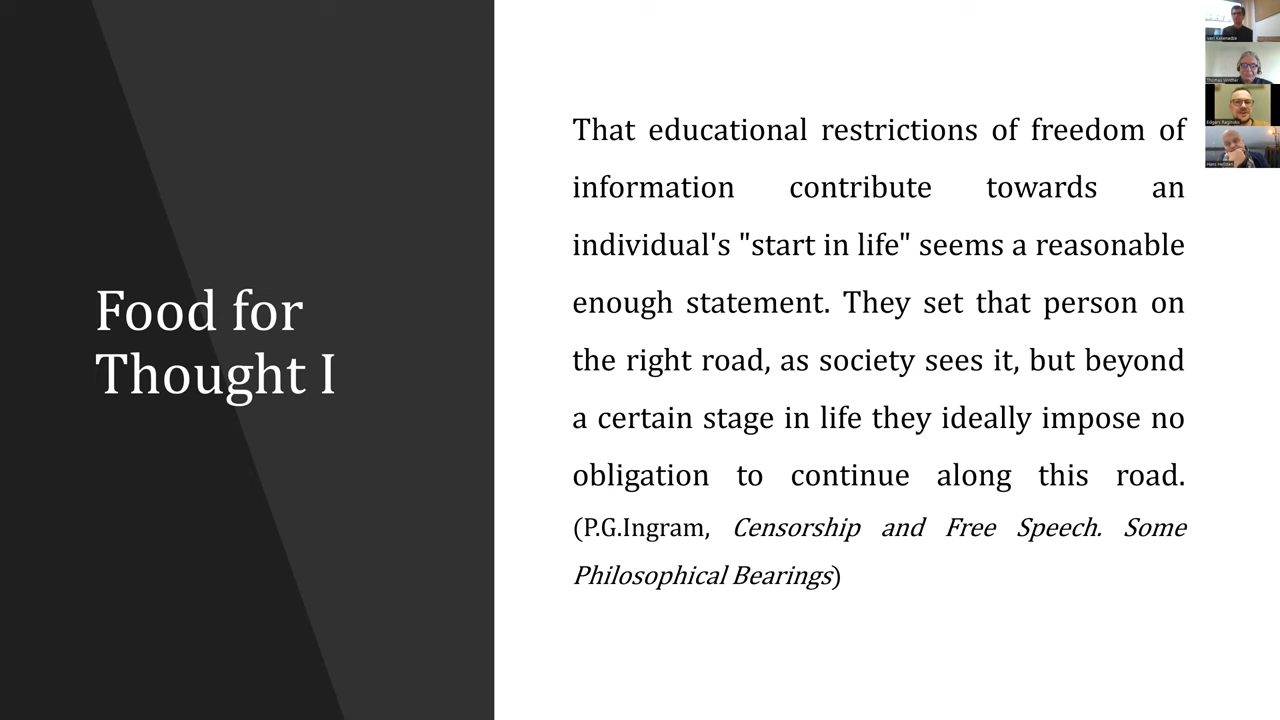 Food for
Thought I
That educational restrictions of freedom of
information contribute towards an
individual's "start in life" seems a reasonable
enough statement. They set that person on
the right road, as society sees it, but beyond
a certain stage in life they ideally impose no
obligation to continue along this road.
(P.G.Ingram, Censorship and Free Speech. Some
Philosophical Bearings)
Thomas Winther